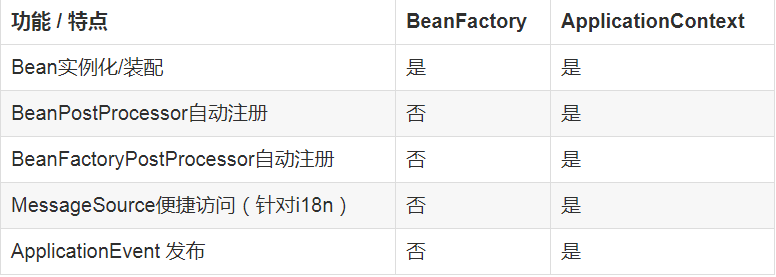 功能 / 特点 BeanFactory ApplicationContext
Bean实例化/装配 是 是
BeanPostProcessor自动注册 否 是
BeanFactoryPostProcessor自动注册 否 是
MessageSource便捷访问（针对i18n） 否 是
ApplicationEvent 发布 否 是